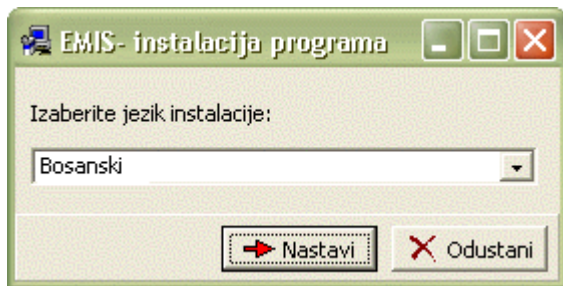 EMIS- instalacija programa
Izaberite jezik instalacije:
Bosanski
Nastavi
Odustani